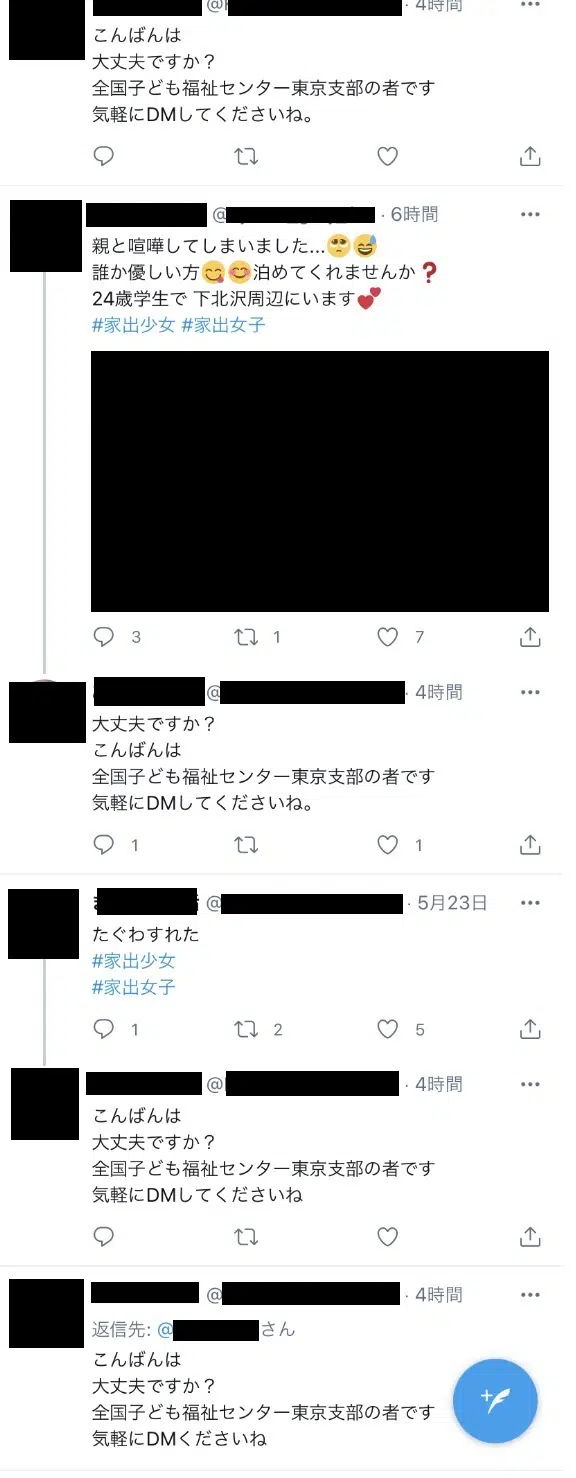 @ · 4時間
こんばんは
大丈夫ですか？
全国子ども福祉センター東京支部の者です
気軽にDMしてくださいね。
@ · 6時間
親と喧嘩してしまいました...🥺😅
誰か優しい方😋😊泊めてくれませんか❓
24歳学生で 下北沢周辺にいます💕
#家出少女 #家出女子
3 1 7
@ · 4時間
大丈夫ですか？
こんばんは
全国子ども福祉センター東京支部の者です
気軽にDMしてくださいね。
1 1
@ · 5月23日
たぐわすれた
#家出少女
#家出女子
1 2 5
@ · 4時間
こんばんは
大丈夫ですか？
全国子ども福祉センター東京支部の者です
気軽にDMしてくださいね
@ · 4時間
返信先: @ さん
こんばんは
大丈夫ですか？
全国子ども福祉センター東京支部の者です
気軽にDMくださいね